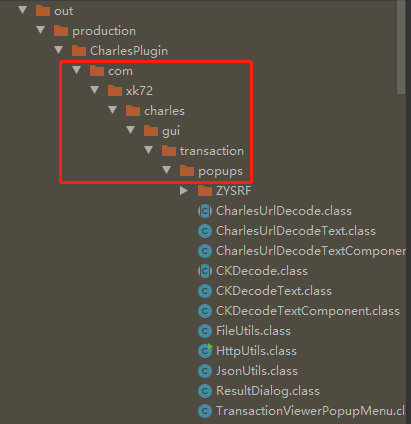 out
production
CharlesPlugin
com
xk72
charles
gui
transaction
popups
ZYSRF
CharlesUrlDecode.class
CharlesUrlDecodeText.class
CharlesUrlDecodeTextComponen
CKDecode.class
CKDecodeText.class
CKDecodeTextComponent.class
FileUtils.class
HttpUtils.class
JsonUtils.class
ResultDialog.class
TransactionViewerPopupMenu.cl